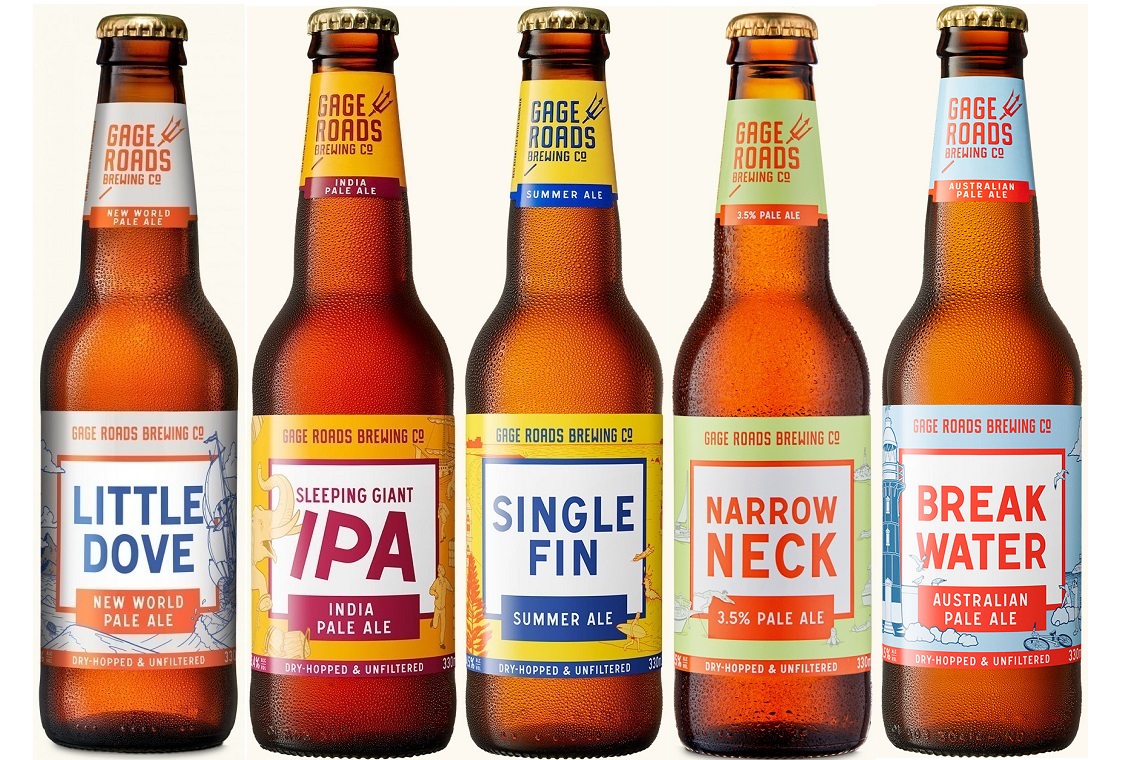 GAGE
ROADS
BREWING Cº
NEW WORLD
PALE ALE
GAGE ROADS BREWING Cº
LITTLE
DOVE
NEW WORLD
PALE ALE
DRY-HOPPED & UNFILTERED
GAGE
ROADS
BREWING Cº
INDIA
PALE ALE
GAGE ROADS BREWING Cº
SLEEPING GIANT
IPA
INDIA
PALE ALE
DRY-HOPPED & UNFILTERED
GAGE
ROADS
BREWING Cº
SUMMER ALE
GAGE ROADS BREWING Cº
SINGLE
FIN
SUMMER ALE
DRY-HOPPED & UNFILTERED
GAGE
ROADS
BREWING Cº
3.5% PALE ALE
GAGE ROADS BREWING Cº
NARROW
NECK
3.5% PALE ALE
DRY-HOPPED & UNFILTERED
GAGE
ROADS
BREWING Cº
AUSTRALIAN
PALE ALE
GAGE ROADS BREWING Cº
BREAK
WATER
AUSTRALIAN
PALE ALE
DRY-HOPPED & UNFILTERED